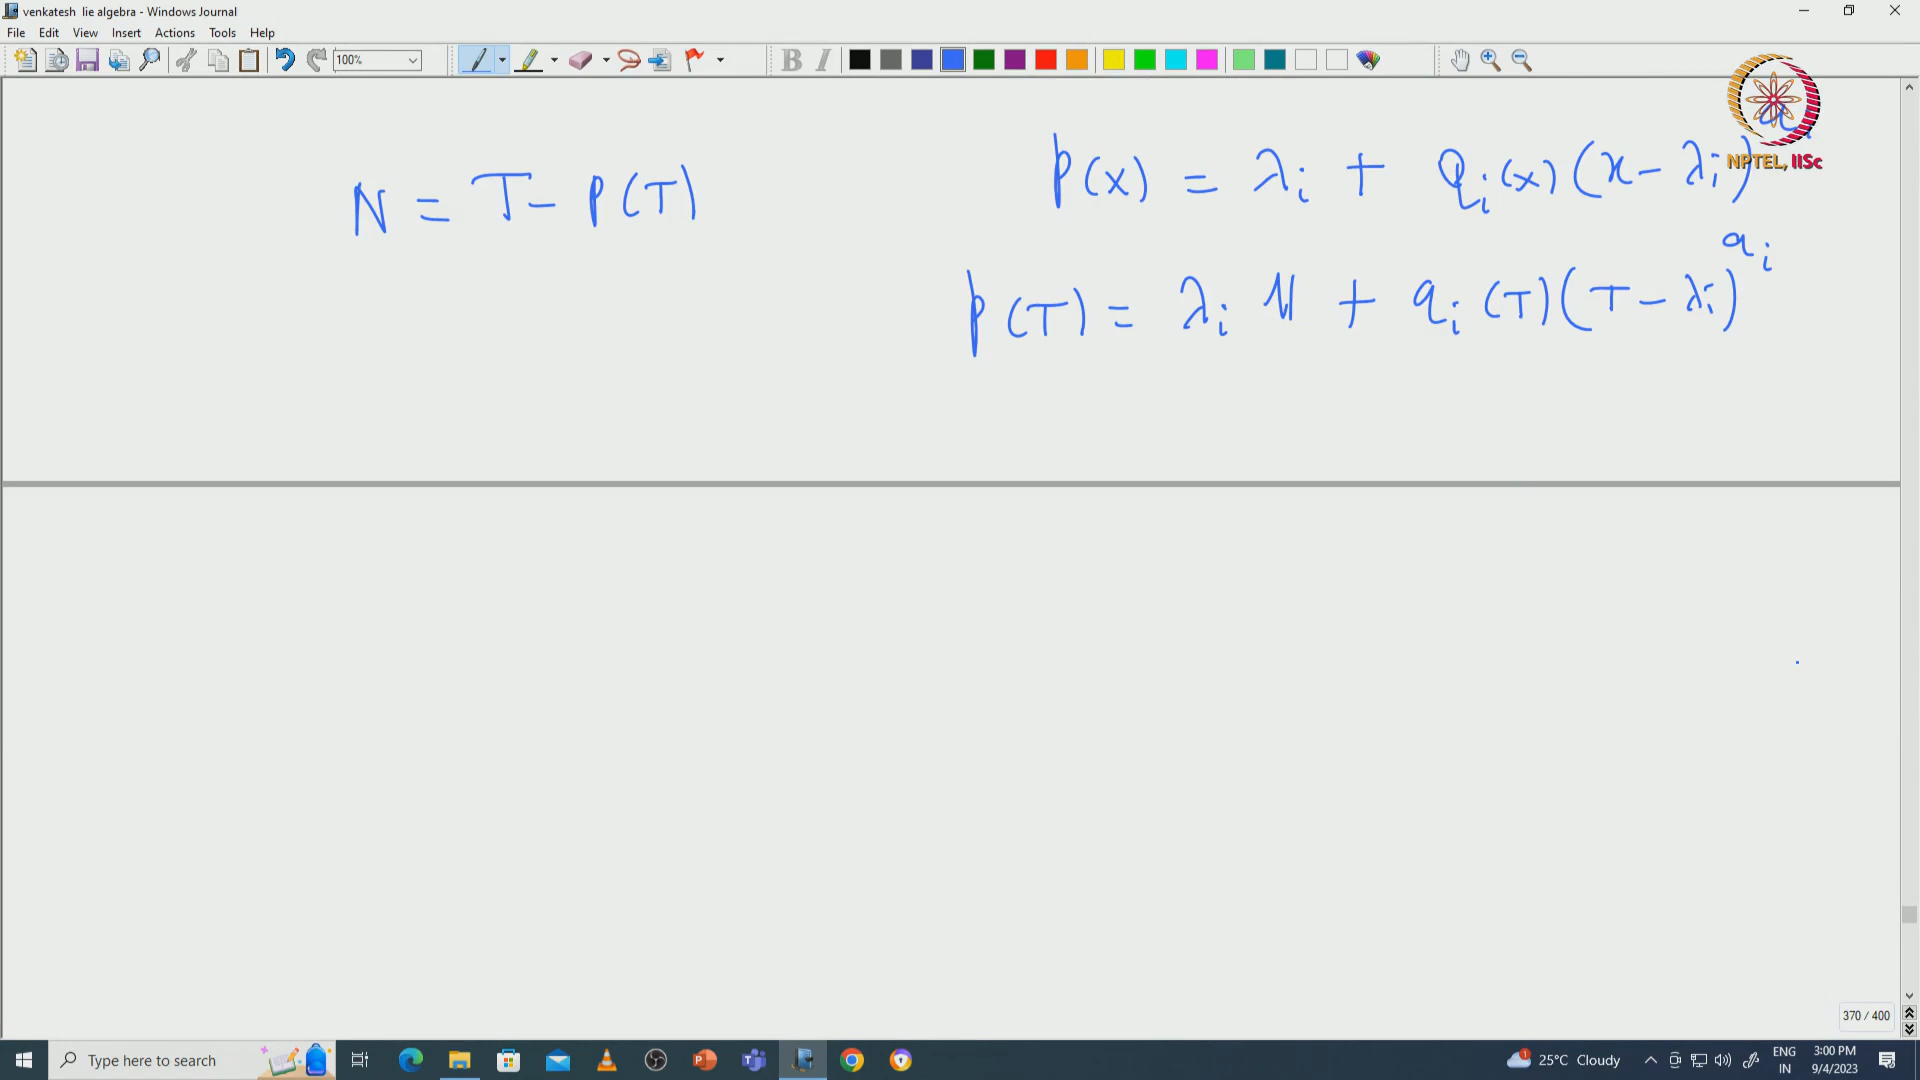 venkatesh lie algebra - Windows Journal
File Edit View Insert Actions Tools Help
100%
B I
NPTEL, IISc
p(x) = λi + qi(x)(x-λi)^ai
N = T- p(T)
p(T) = λi 1 + qi(T)(T-λi)^ai
370 / 400
Type here to search
25°C Cloudy
ENG
IN
3:00 PM
9/4/2023